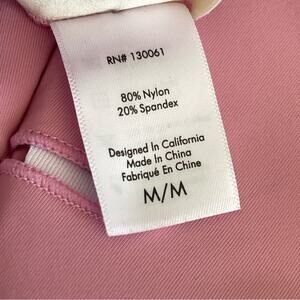 RN# 130061
80% Nylon
20% Spandex
Designed In California
Made In China
Fabriqué En Chine
M/M